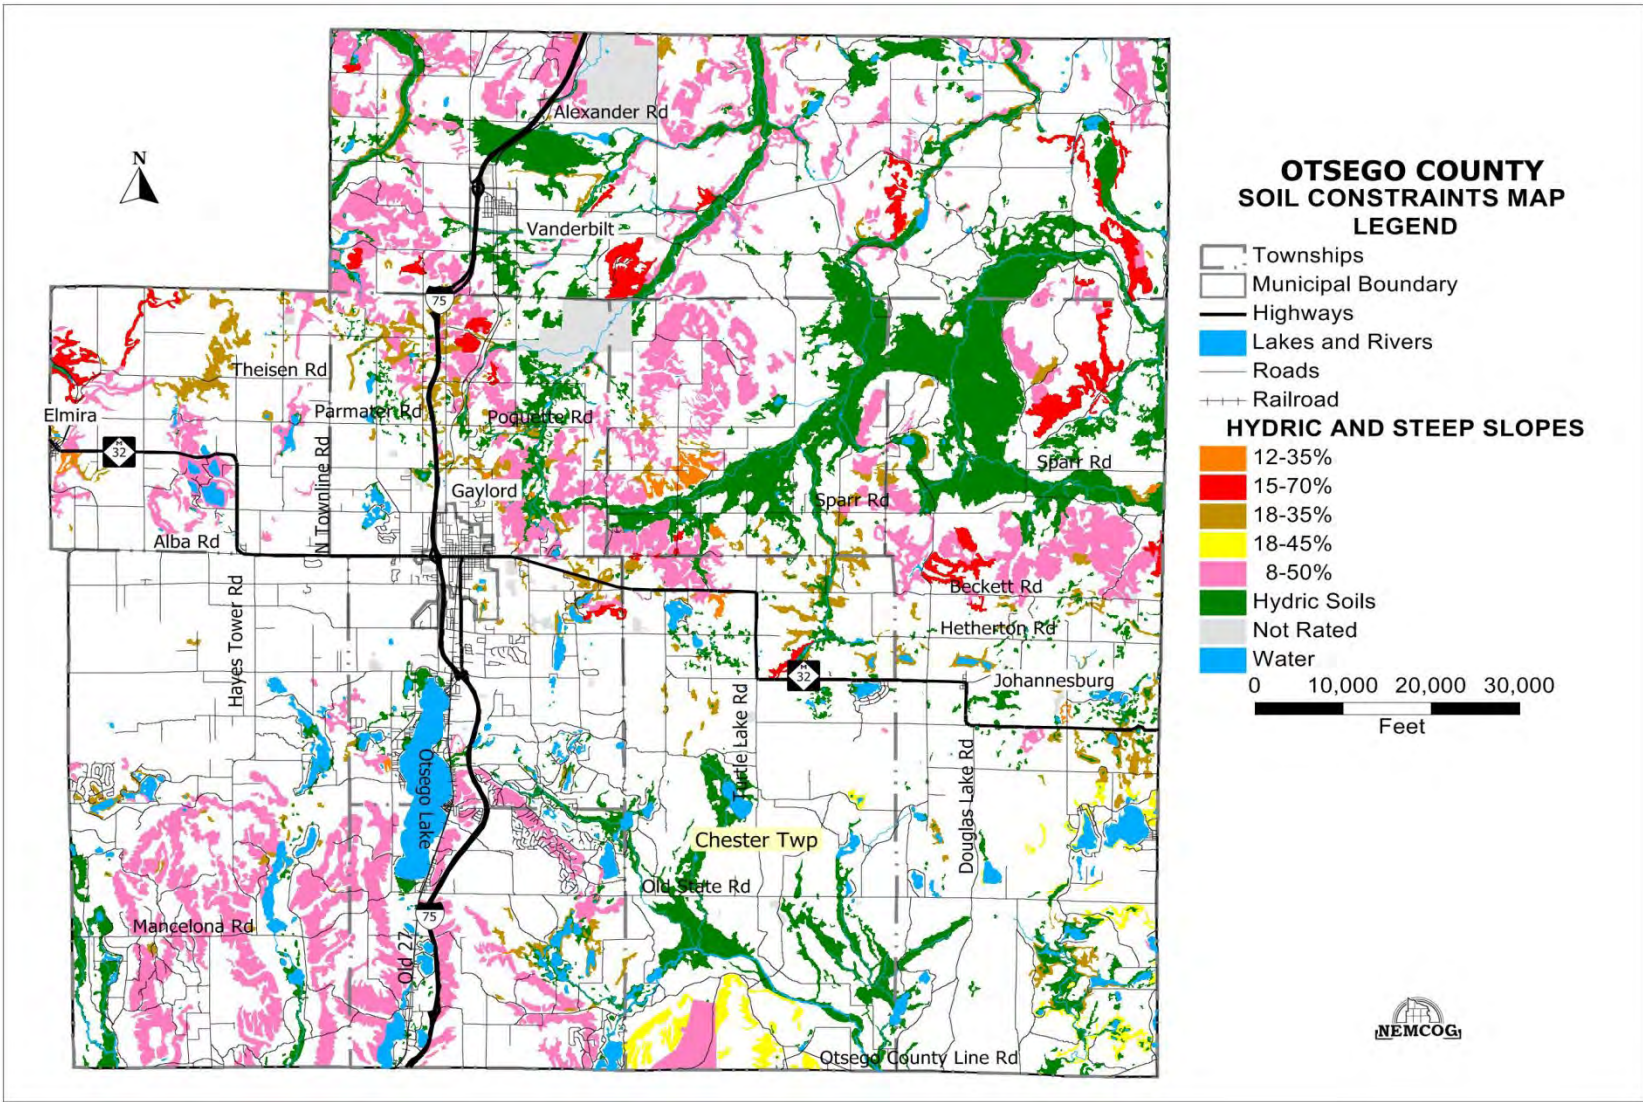 OTSEGO COUNTY
SOIL CONSTRAINTS MAP
LEGEND
Townships
Municipal Boundary
Highways
Lakes and Rivers
Roads
Railroad
HYDRIC AND STEEP SLOPES
12-35%
15-70%
18-35%
18-45%
8-50%
Hydric Soils
Not Rated
Water
0 10,000 20,000 30,000
Feet
NEMCOG
N
Alexander Rd
Vanderbilt
75
Theisen Rd
Elmira
Parmater Rd
Poquette Rd
M
32
N Townline Rd
Gaylord
Sparr Rd
Sparr Rd
Alba Rd
Hayes Tower Rd
Beckett Rd
Hetherton Rd
M
32
Johannesburg
Turtle Lake Rd
Otsego Lake
Douglas Lake Rd
Chester Twp
Old State Rd
Mancelona Rd
75
Old 27
Otsego County Line Rd